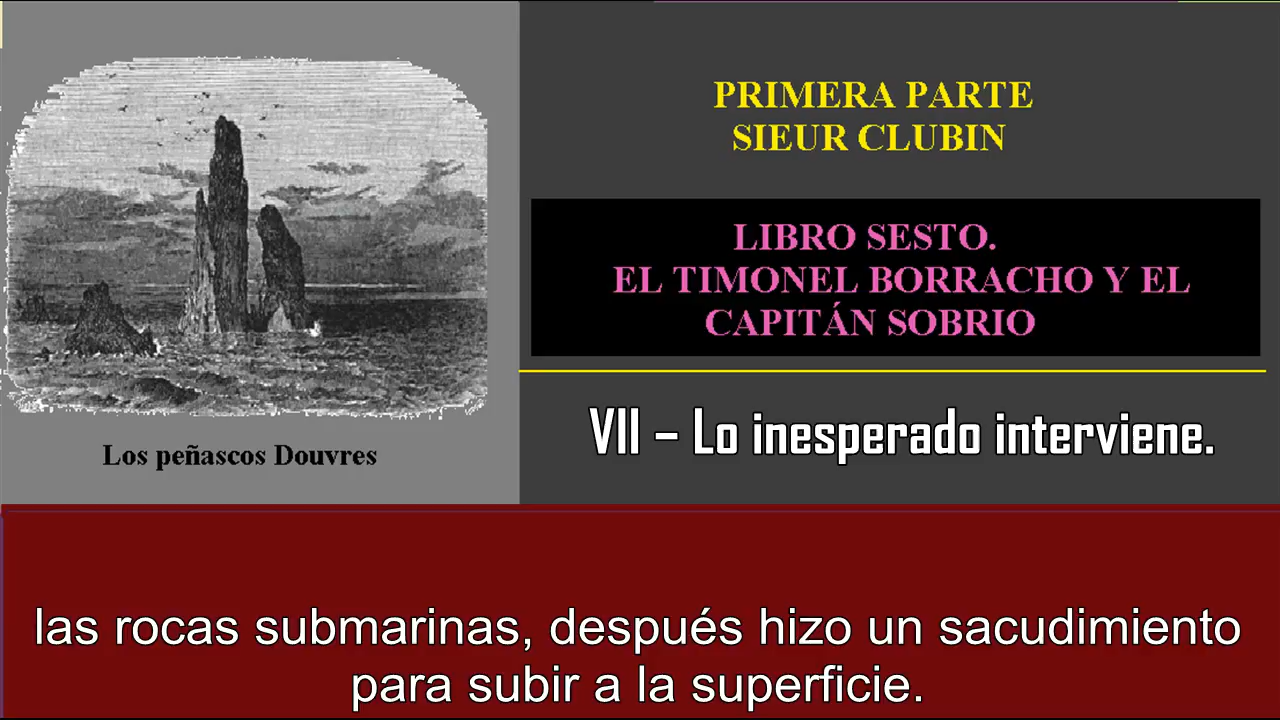 PRIMERA PARTE
SIEUR CLUBIN
LIBRO SESTO.
EL TIMONEL BORRACHO Y EL
CAPITÁN SOBRIO
VII – Lo inesperado interviene.
Los peñascos Douvres
las rocas submarinas, después hizo un sacudimiento
para subir a la superficie.